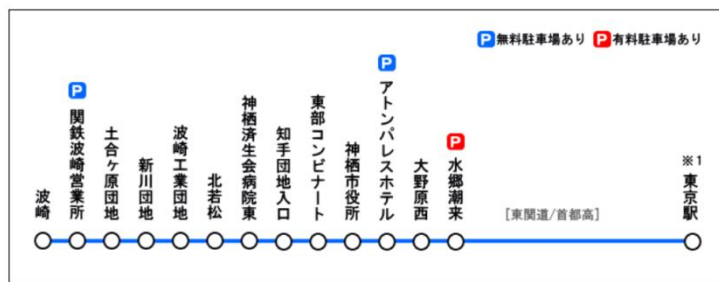 P無料駐車場あり P有料駐車場あり
P
P
P
※1
波崎
関鉄波崎営業所
土合ヶ原団地
新川団地
波崎工業団地
北若松
神栖済生会病院東
知手団地入口
東部コンビナート
神栖市役所
アトンパレスホテル
大野原西
水郷潮来
[東関道/首都高]
東京駅